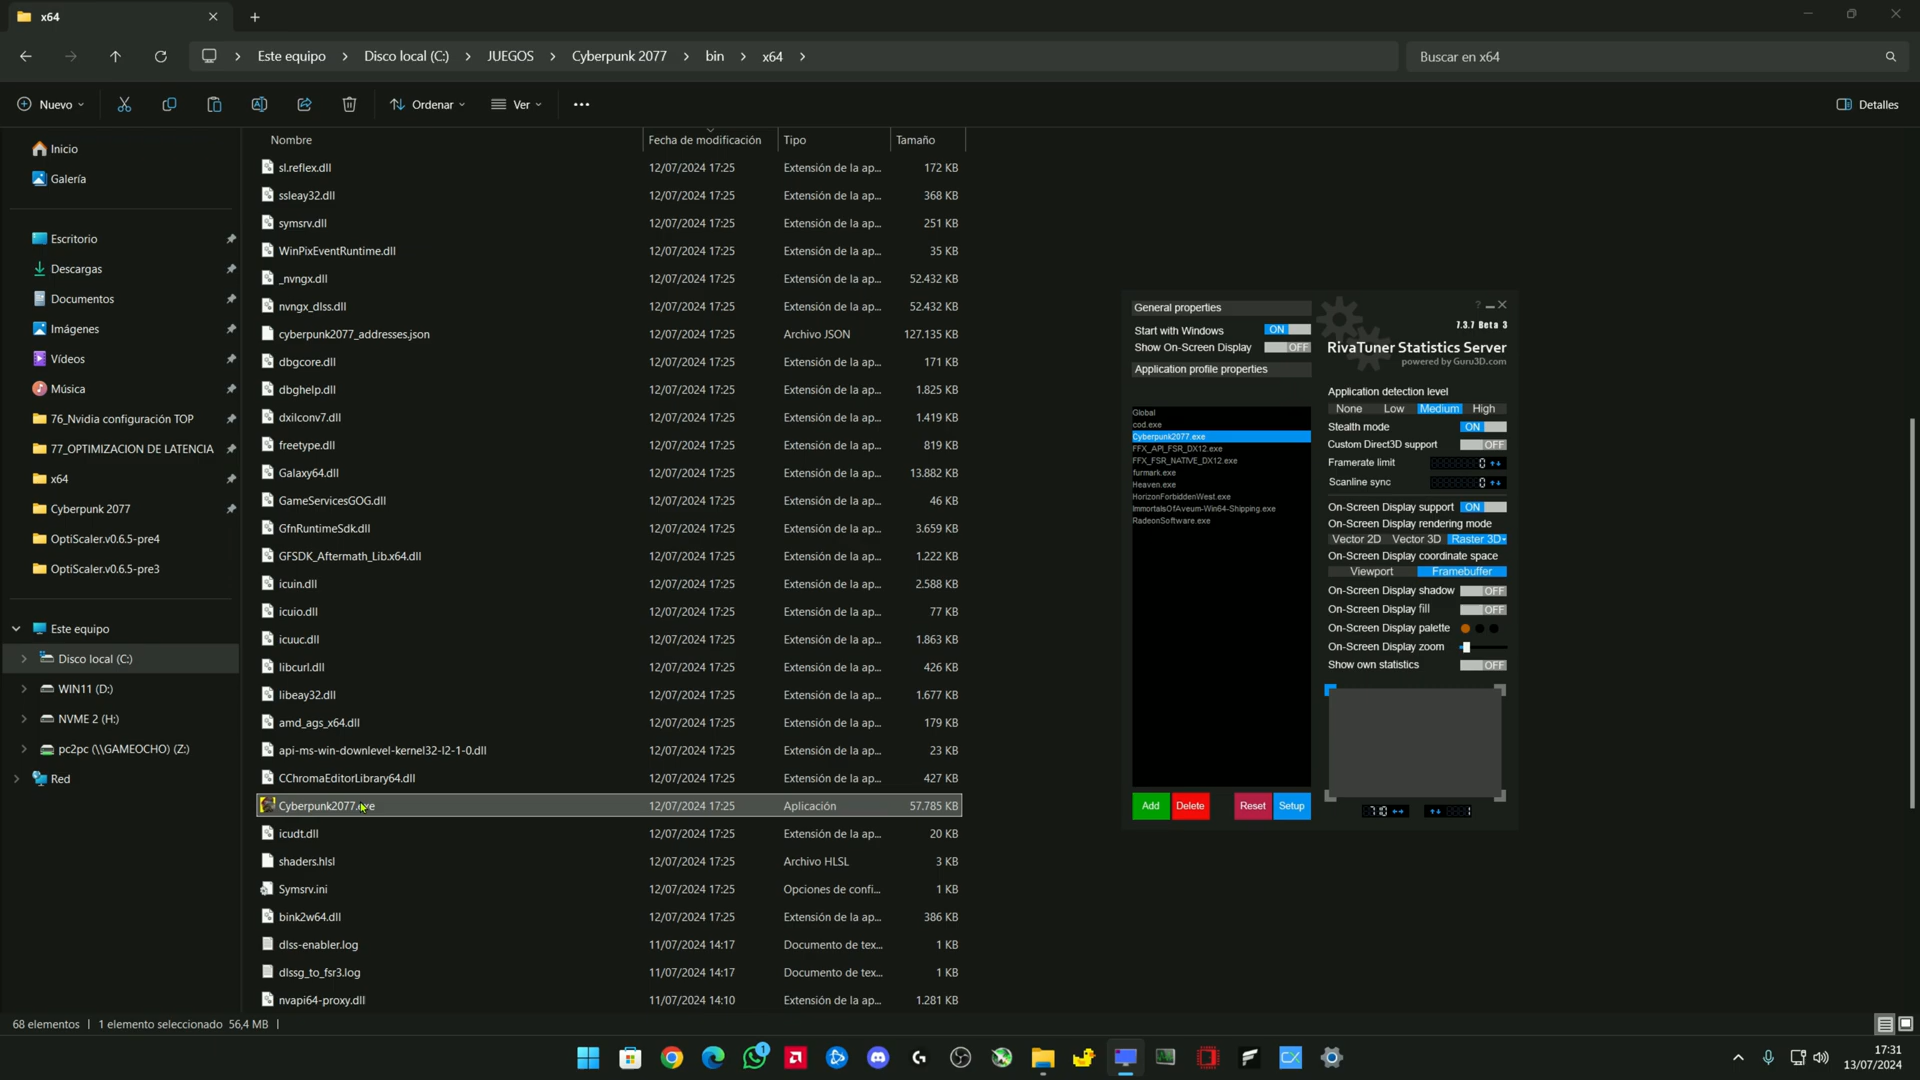 x64
Este equipo > Disco local (C:) > JUEGOS > Cyberpunk 2077 > bin > x64 >
Buscar en x64
Nuevo
Ordenar
Ver
Detalles
Inicio
Galería
Escritorio
Descargas
Documentos
Imágenes
Vídeos
Música
76_Nvidia configuración TOP
77_OPTIMIZACION DE LATENCIA
x64
Cyberpunk 2077
OptiScaler.v0.6.5-pre4
OptiScaler.v0.6.5-pre3
Este equipo
Disco local (C:)
WIN11 (D:)
NVME 2 (H:)
pc2pc (\\GAMEOCHO) (Z:)
Red
Nombre Fecha de modificación Tipo Tamaño
sl.reflex.dll 12/07/2024 17:25 Extensión de la ap... 172 KB
ssleay32.dll 12/07/2024 17:25 Extensión de la ap... 368 KB
symsrv.dll 12/07/2024 17:25 Extensión de la ap... 251 KB
WinPixEventRuntime.dll 12/07/2024 17:25 Extensión de la ap... 35 KB
_nvngx.dll 12/07/2024 17:25 Extensión de la ap... 52.432 KB
nvngx_dlss.dll 12/07/2024 17:25 Extensión de la ap... 52.432 KB
cyberpunk2077_addresses.json 12/07/2024 17:25 Archivo JSON 127.135 KB
dbgcore.dll 12/07/2024 17:25 Extensión de la ap... 171 KB
dbghelp.dll 12/07/2024 17:25 Extensión de la ap... 1.825 KB
dxilconv7.dll 12/07/2024 17:25 Extensión de la ap... 1.419 KB
freetype.dll 12/07/2024 17:25 Extensión de la ap... 819 KB
Galaxy64.dll 12/07/2024 17:25 Extensión de la ap... 13.882 KB
GameServicesGOG.dll 12/07/2024 17:25 Extensión de la ap... 46 KB
GfnRuntimeSdk.dll 12/07/2024 17:25 Extensión de la ap... 3.659 KB
GFSDK_Aftermath_Lib.x64.dll 12/07/2024 17:25 Extensión de la ap... 1.222 KB
icuin.dll 12/07/2024 17:25 Extensión de la ap... 2.588 KB
icuio.dll 12/07/2024 17:25 Extensión de la ap... 77 KB
icuuc.dll 12/07/2024 17:25 Extensión de la ap... 1.863 KB
libcurl.dll 12/07/2024 17:25 Extensión de la ap... 426 KB
libeay32.dll 12/07/2024 17:25 Extensión de la ap... 1.677 KB
amd_ags_x64.dll 12/07/2024 17:25 Extensión de la ap... 179 KB
api-ms-win-downlevel-kernel32-l2-1-0.dll 12/07/2024 17:25 Extensión de la ap... 23 KB
CChromaEditorLibrary64.dll 12/07/2024 17:25 Extensión de la ap... 427 KB
Cyberpunk2077.exe 12/07/2024 17:25 Aplicación 57.785 KB
icudt.dll 12/07/2024 17:25 Extensión de la ap... 20 KB
shaders.hlsl 12/07/2024 17:25 Archivo HLSL 3 KB
Symsrv.ini 12/07/2024 17:25 Opciones de confi... 1 KB
bink2w64.dll 12/07/2024 17:25 Extensión de la ap... 386 KB
dlss-enabler.log 11/07/2024 14:17 Documento de tex... 1 KB
dlssg_to_fsr3.log 11/07/2024 14:17 Documento de tex... 1 KB
nvapi64-proxy.dll 11/07/2024 14:10 Extensión de la ap... 1.281 KB
68 elementos | 1 elemento seleccionado 56,4 MB |
General properties
Start with Windows ON
Show On-Screen Display OFF
Application profile properties
Global
cod.exe
Cyberpunk2077.exe
FFX_API_FSR_DX12.exe
FFX_FSR_NATIVE_DX12.exe
furmark.exe
Heaven.exe
HorizonForbiddenWest.exe
ImmortalsOfAveum-Win64-Shipping.exe
RadeonSoftware.exe
Add Delete Reset Setup
?
7.3.7 Beta 3
RivaTuner Statistics Server
powered by Guru3D.com
Application detection level
None Low Medium High
Stealth mode ON
Custom Direct3D support OFF
Framerate limit 0
Scanline sync 0
On-Screen Display support ON
On-Screen Display rendering mode
Vector 2D Vector 3D Raster 3D
On-Screen Display coordinate space
Viewport Framebuffer
On-Screen Display shadow OFF
On-Screen Display fill OFF
On-Screen Display palette
On-Screen Display zoom
Show own statistics OFF
710 1
1
CX
17:31
13/07/2024